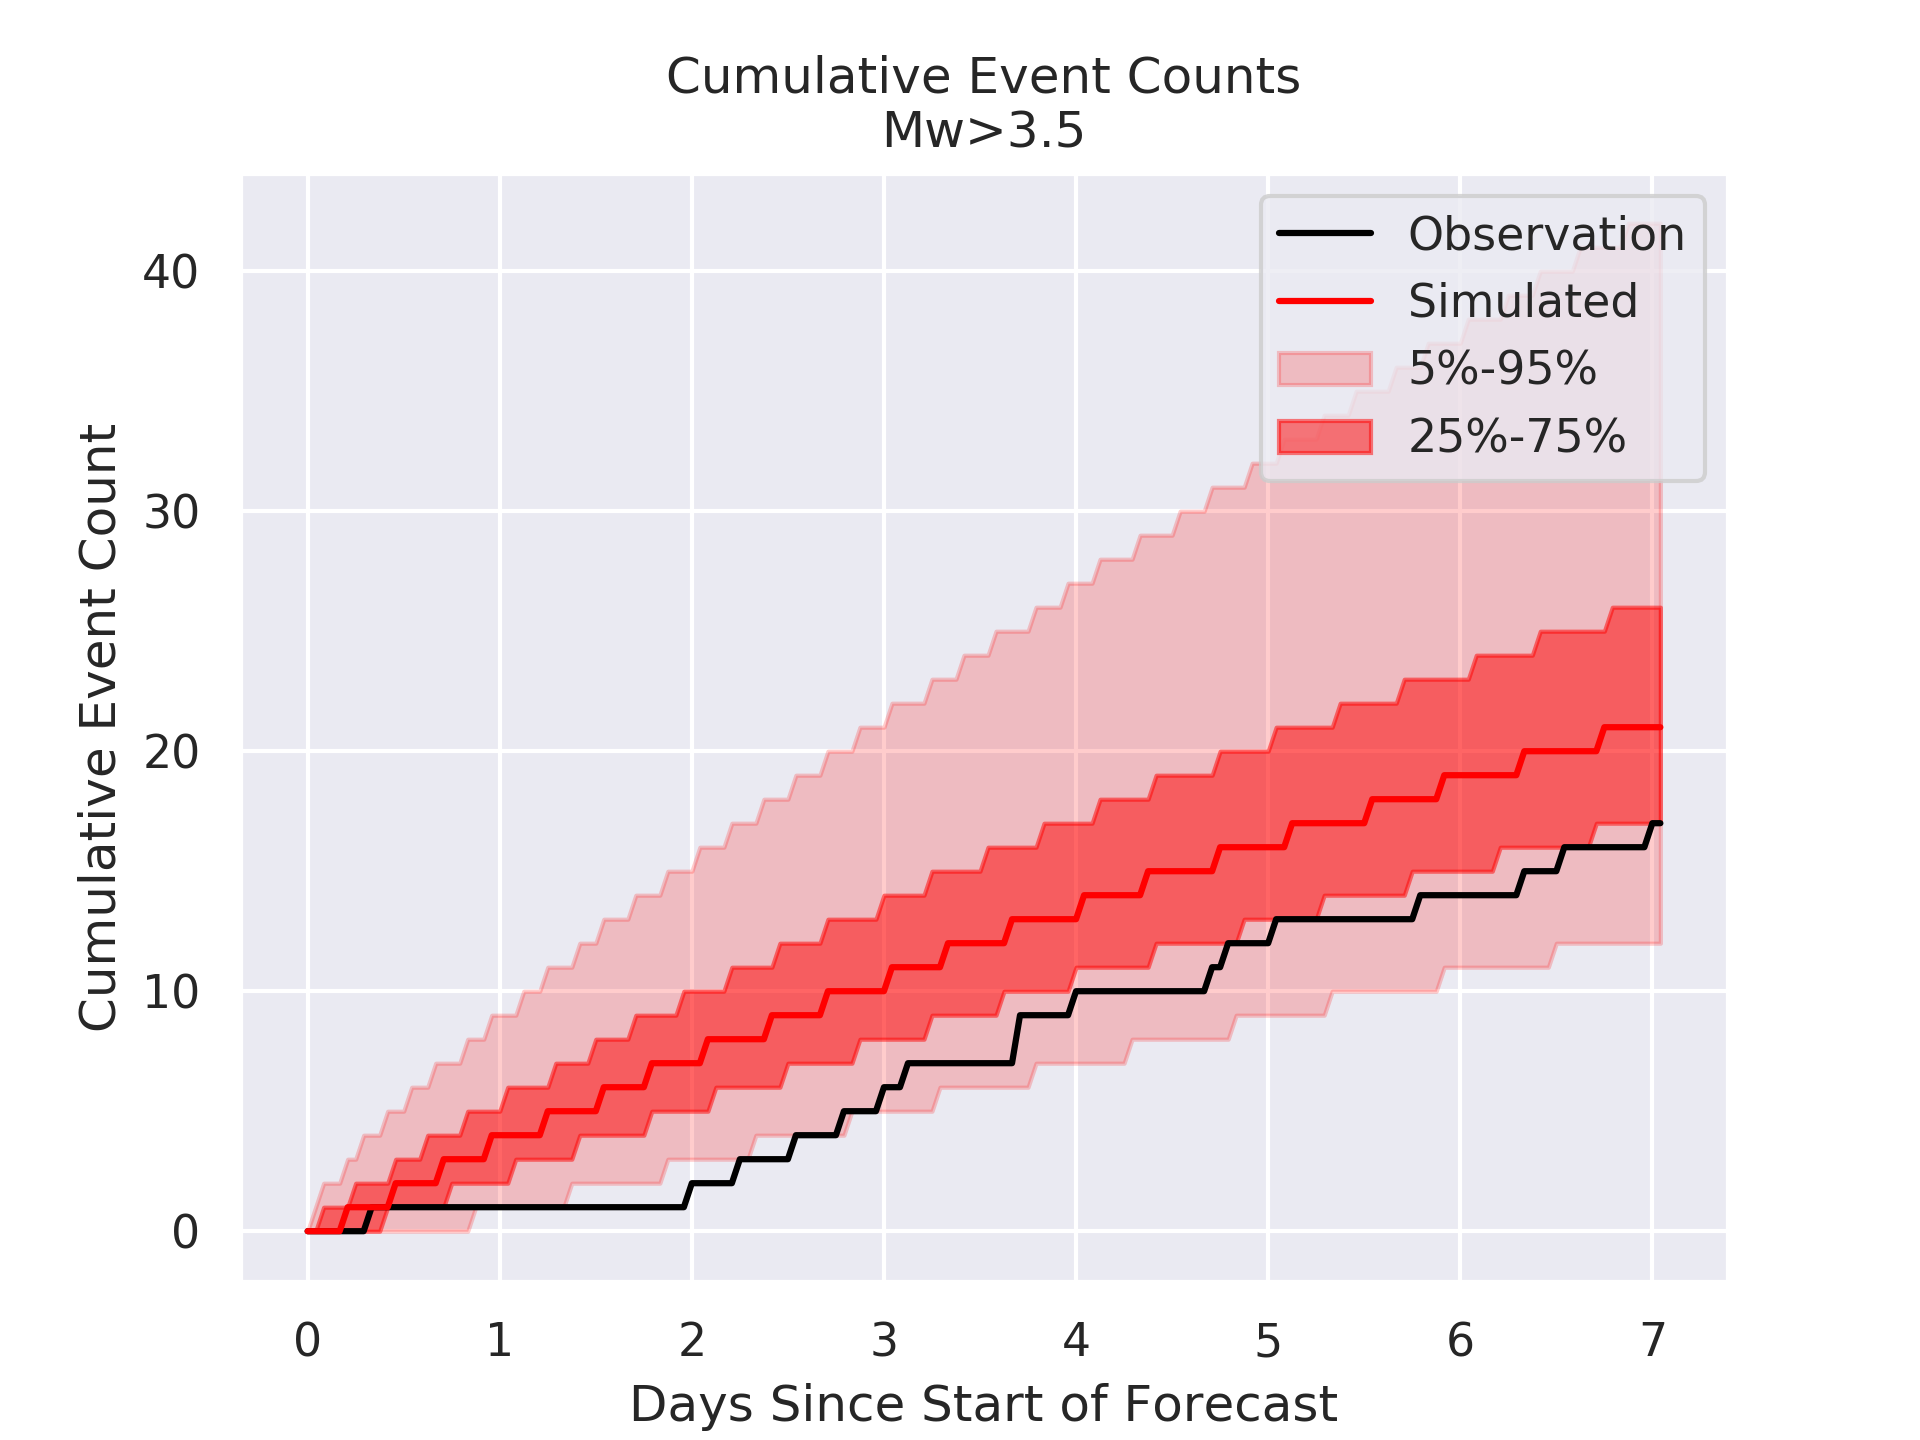 Cumulative Event Counts
Mw>3.5
Observation
Simulated
5%-95%
25%-75%
Cumulative Event Count
40
30
20
10
0
0 1 2 3 4 5 6 7
Days Since Start of Forecast